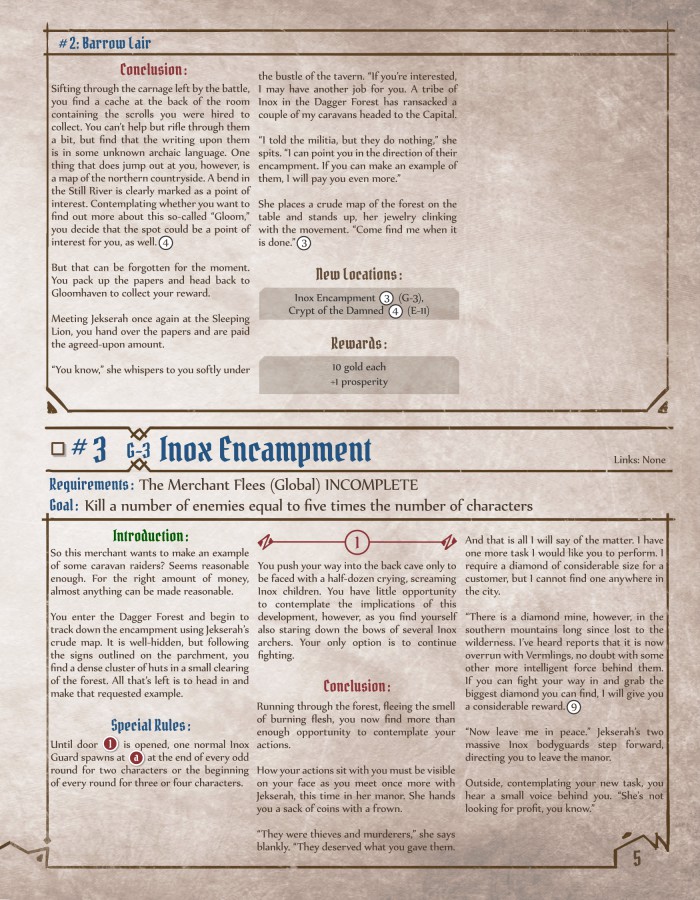 #2: Barrow Lair
Conclusion:
Sifting through the carnage left by the battle,
you find a cache at the back of the room
containing the scrolls you were hired to
collect. You can't help but rifle through them
a bit, but find that the writing upon them
is in some unknown archaic language. One
thing that does jump out at you, however, is
a map of the northern countryside. A bend in
the Still River is clearly marked as a point of
interest. Contemplating whether you want to
find out more about this so-called “Gloom,”
you decide that the spot could be a point of
interest for you, as well. 4
But that can be forgotten for the moment.
You pack up the papers and head back to
Gloomhaven to collect your reward.
Meeting Jekserah once again at the Sleeping
Lion, you hand over the papers and are paid
the agreed-upon amount.
“You know,” she whispers to you softly under
the bustle of the tavern. “If you're interested,
I may have another job for you. A tribe of
Inox in the Dagger Forest has ransacked a
couple of my caravans headed to the Capital.
“I told the militia, but they do nothing,” she
spits. “I can point you in the direction of their
encampment. If you can make an example of
them, I will pay you even more.”
She places a crude map of the forest on the
table and stands up, her jewelry clinking
with the movement. “Come find me when it
is done.” 3
New Locations:
Inox Encampment 3 (G-3),
Crypt of the Damned 4 (E-11)
Rewards:
10 gold each
+1 prosperity
#3 G-3 Inox Encampment
Links: None
Requirements: The Merchant Flees (Global) INCOMPLETE
Goal: Kill a number of enemies equal to five times the number of characters
Introduction:
So this merchant wants to make an example
of some caravan raiders? Seems reasonable
enough. For the right amount of money,
almost anything can be made reasonable.
You enter the Dagger Forest and begin to
track down the encampment using Jekserah's
crude map. It is well-hidden, but following
the signs outlined on the parchment, you
find a dense cluster of huts in a small clearing
of the forest. All that's left is to head in and
make that requested example.
Special Rules:
Until door 1 is opened, one normal Inox
Guard spawns at a at the end of every odd
round for two characters or the beginning
of every round for three or four characters.
1
You push your way into the back cave only to
be faced with a half-dozen crying, screaming
Inox children. You have little opportunity
to contemplate the implications of this
development, however, as you find yourself
also staring down the bows of several Inox
archers. Your only option is to continue
fighting.
Conclusion:
Running through the forest, fleeing the smell
of burning flesh, you now find more than
enough opportunity to contemplate your
actions.
How your actions sit with you must be visible
on your face as you meet once more with
Jekserah, this time in her manor. She hands
you a sack of coins with a frown.
“They were thieves and murderers,” she says
blankly. “They deserved what you gave them.
And that is all I will say of the matter. I have
one more task I would like you to perform. I
require a diamond of considerable size for a
customer, but I cannot find one anywhere in
the city.
“There is a diamond mine, however, in the
southern mountains long since lost to the
wilderness. I've heard reports that it is now
overrun with Vermlings, no doubt with some
other more intelligent force behind them.
If you can fight your way in and grab the
biggest diamond you can find, I will give you
a considerable reward. 9
“Now leave me in peace.” Jekserah's two
massive Inox bodyguards step forward,
directing you to leave the manor.
Outside, contemplating your new task, you
hear a small voice behind you. “She's not
looking for profit, you know.”
5